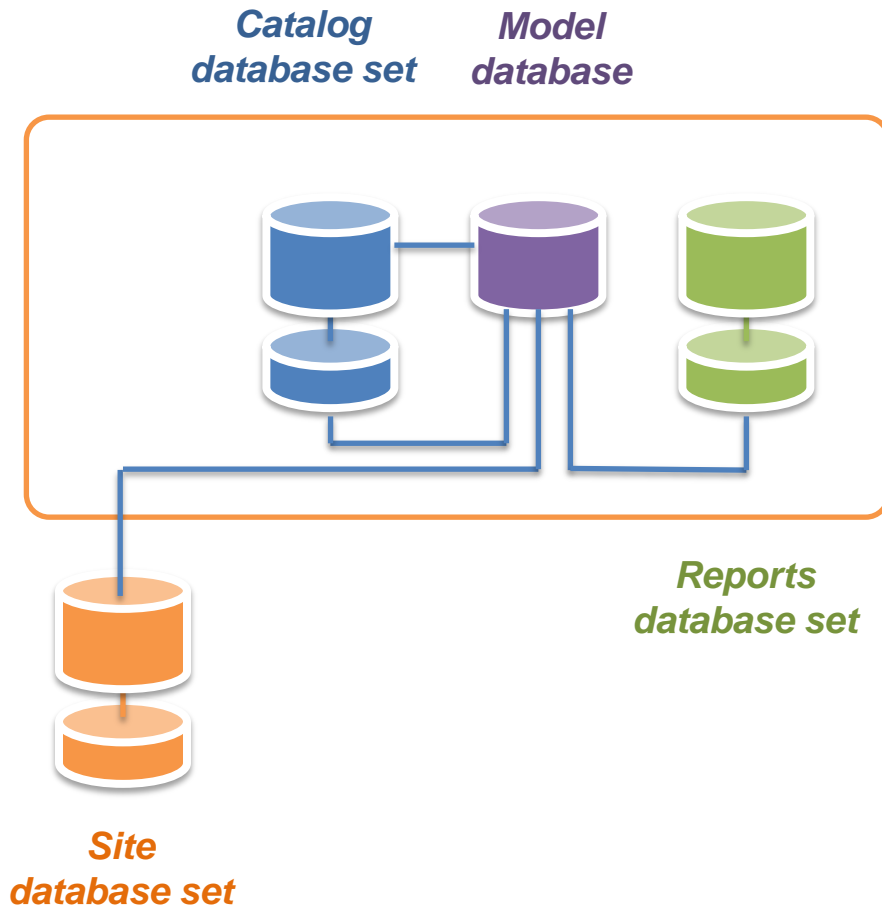 Catalog
database set
Model
database
Reports
database set
Site
database set